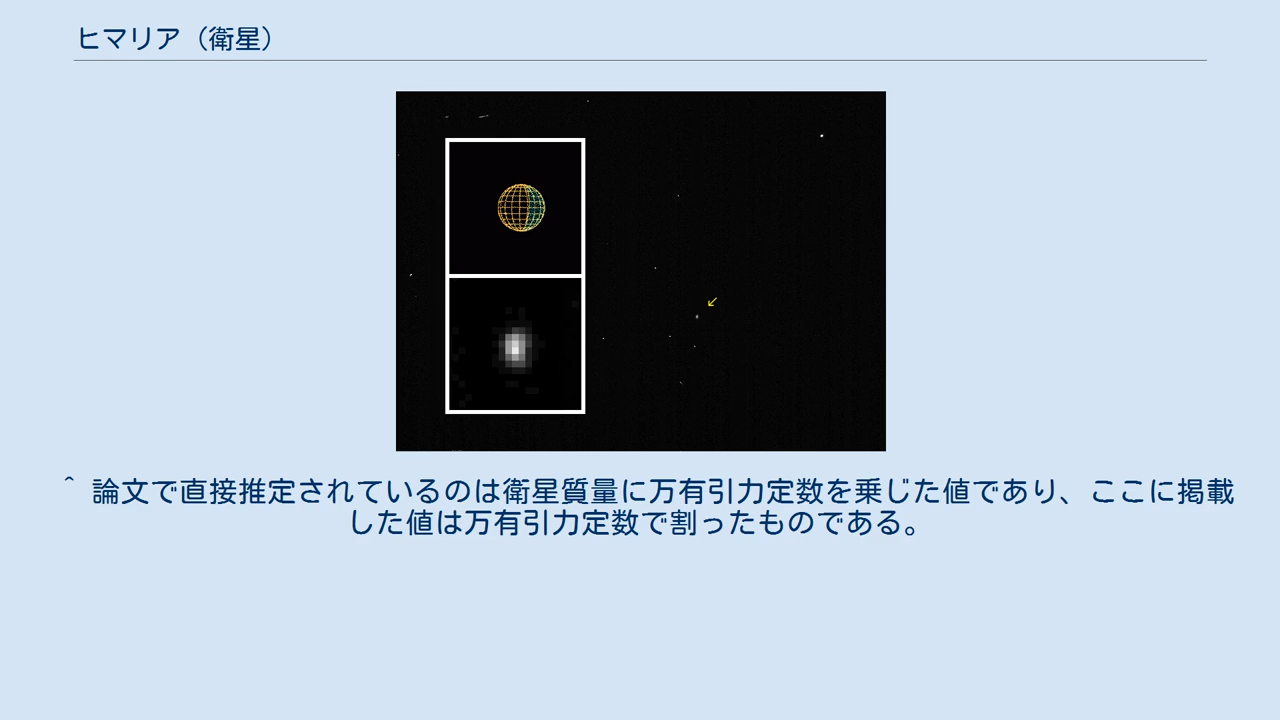 ヒマリア（衛星）
^ 論文で直接推定されているのは衛星質量に万有引力定数を乗じた値であり、ここに掲載
した値は万有引力定数で割ったものである。